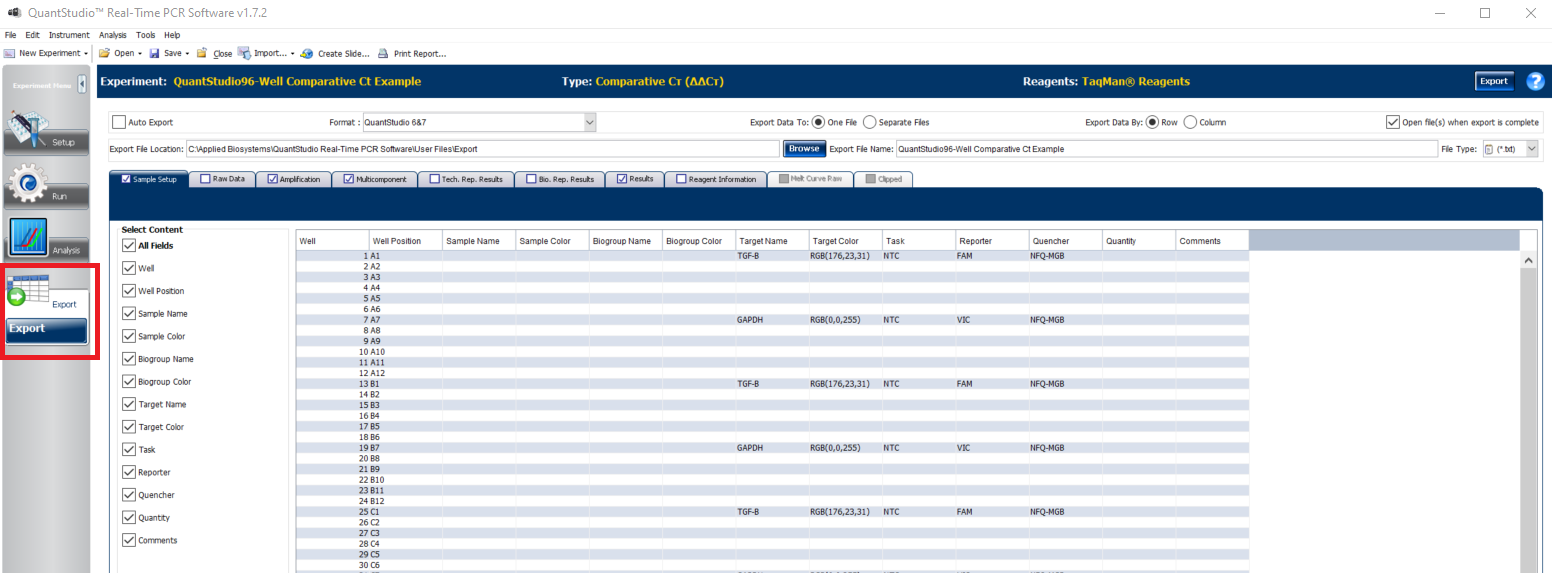 QuantStudio™ Real-Time PCR Software v1.7.2
File Edit Instrument Analysis Tools Help
New Experiment Open Save Close Import... Create Slide... Print Report...
Experiment Menu
Experiment: QuantStudio96-Well Comparative Ct Example Type: Comparative Cт (ΔΔCт) Reagents: TaqMan® Reagents Export ?
Setup
Run
Analysis
Export
Export
Auto Export Format : QuantStudio 6&7 Export Data To: One File Separate Files Export Data By: Row Column Open file(s) when export is complete
Export File Location: C:\Applied Biosystems\QuantStudio Real-Time PCR Software\User Files\Export Browse Export File Name: QuantStudio96-Well Comparative Ct Example File Type: (*.txt)
Sample Setup Raw Data Amplification Multicomponent Tech. Rep. Results Bio. Rep. Results Results Reagent Information Melt Curve Raw Clipped
Select Content
All Fields
Well
Well Position
Sample Name
Sample Color
Biogroup Name
Biogroup Color
Target Name
Target Color
Task
Reporter
Quencher
Quantity
Comments
Well Well Position Sample Name Sample Color Biogroup Name Biogroup Color Target Name Target Color Task Reporter Quencher Quantity Comments
1 A1 TGF-B RGB(176,23,31) NTC FAM NFQ-MGB
2 A2
3 A3
4 A4
5 A5
6 A6
7 A7 GAPDH RGB(0,0,255) NTC VIC NFQ-MGB
8 A8
9 A9
10 A10
11 A11
12 A12
13 B1 TGF-B RGB(176,23,31) NTC FAM NFQ-MGB
14 B2
15 B3
16 B4
17 B5
18 B6
19 B7 GAPDH RGB(0,0,255) NTC VIC NFQ-MGB
20 B8
21 B9
22 B10
23 B11
24 B12
25 C1 TGF-B RGB(176,23,31) NTC FAM NFQ-MGB
26 C2
27 C3
28 C4
29 C5
30 C6